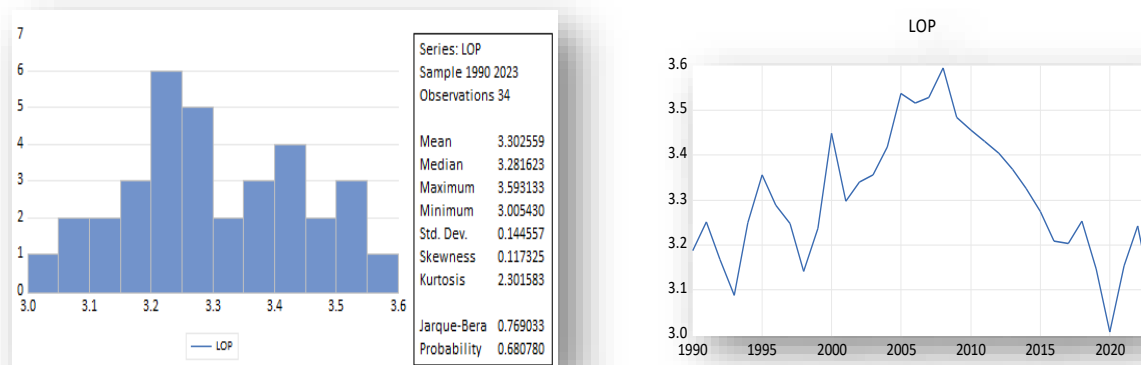 7
6
5
4
3
2
1
0
3.0 3.1 3.2 3.3 3.4 3.5 3.6
LOP
Series: LOP
Sample 1990 2023
Observations 34
Mean 3.302559
Median 3.281623
Maximum 3.593133
Minimum 3.005430
Std. Dev. 0.144557
Skewness 0.117325
Kurtosis 2.301583
Jarque-Bera 0.769033
Probability 0.680780
LOP
3.6
3.5
3.4
3.3
3.2
3.1
3.0
1990 1995 2000 2005 2010 2015 2020